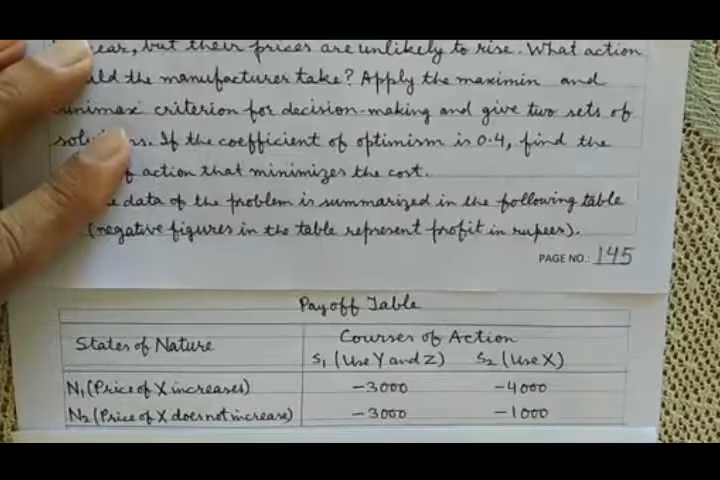 but their prices are unlikely to rise. What action
the manufacturer take? Apply the maximin and
criterion for decision-making and give two sets of
If the coefficient of optimism is 0.4, find the
action that minimizes the cost.
data of the problem is summarized in the following table
(negative figures in the table represent profit in rupees).
PAGE NO.: 145
Payoff Table
States of Nature Courses of Action
S1 (Use Y and Z) S2 (Use X)
N1 (Price of X increases) -3000 -4000
N2 (Price of X does not increase) -3000 -1000